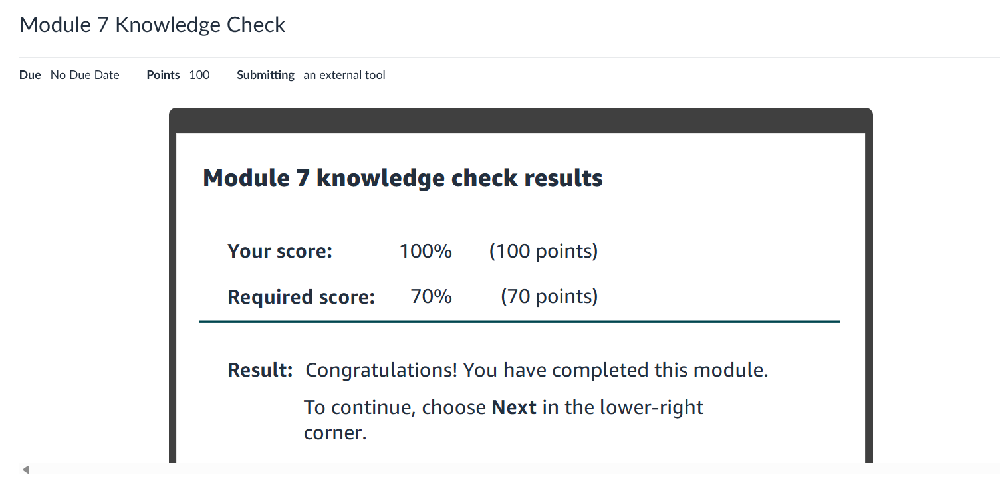 Module 7 Knowledge Check
Due No Due Date Points 100 Submitting an external tool
Module 7 knowledge check results
Your score: 100% (100 points)
Required score: 70% (70 points)
Result: Congratulations! You have completed this module.
To continue, choose Next in the lower-right
corner.